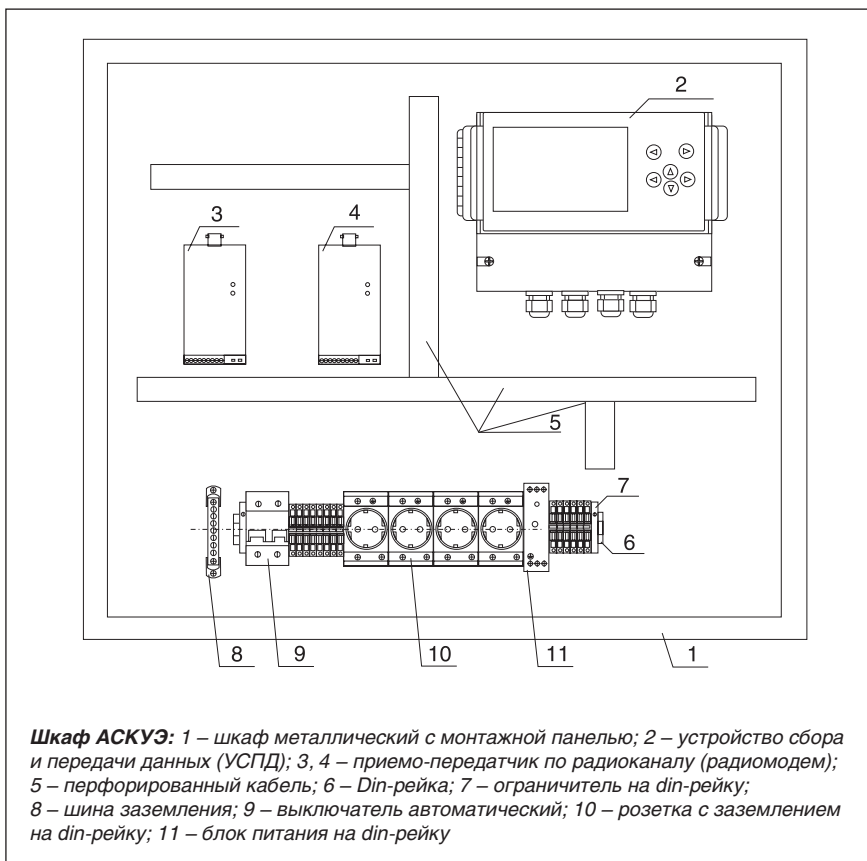 2
3
4
5
7
6
8
9
10
11
1
Шкаф АСКУЭ: 1 – шкаф металлический с монтажной панелью; 2 – устройство сбора
и передачи данных (УСПД); 3, 4 – приемо-передатчик по радиоканалу (радиомодем);
5 – перфорированный кабель; 6 – Din-рейка; 7 – ограничитель на din-рейку;
8 – шина заземления; 9 – выключатель автоматический; 10 – розетка с заземлением
на din-рейку; 11 – блок питания на din-рейку